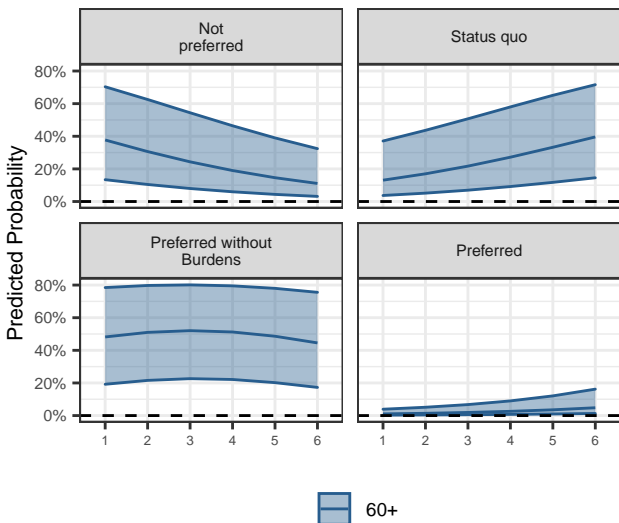 Not
preferred
Status quo
80%
60%
40%
20%
0%
Predicted Probability
Preferred without
Burdens
Preferred
80%
60%
40%
20%
0%
1 2 3 4 5 6
1 2 3 4 5 6
60+